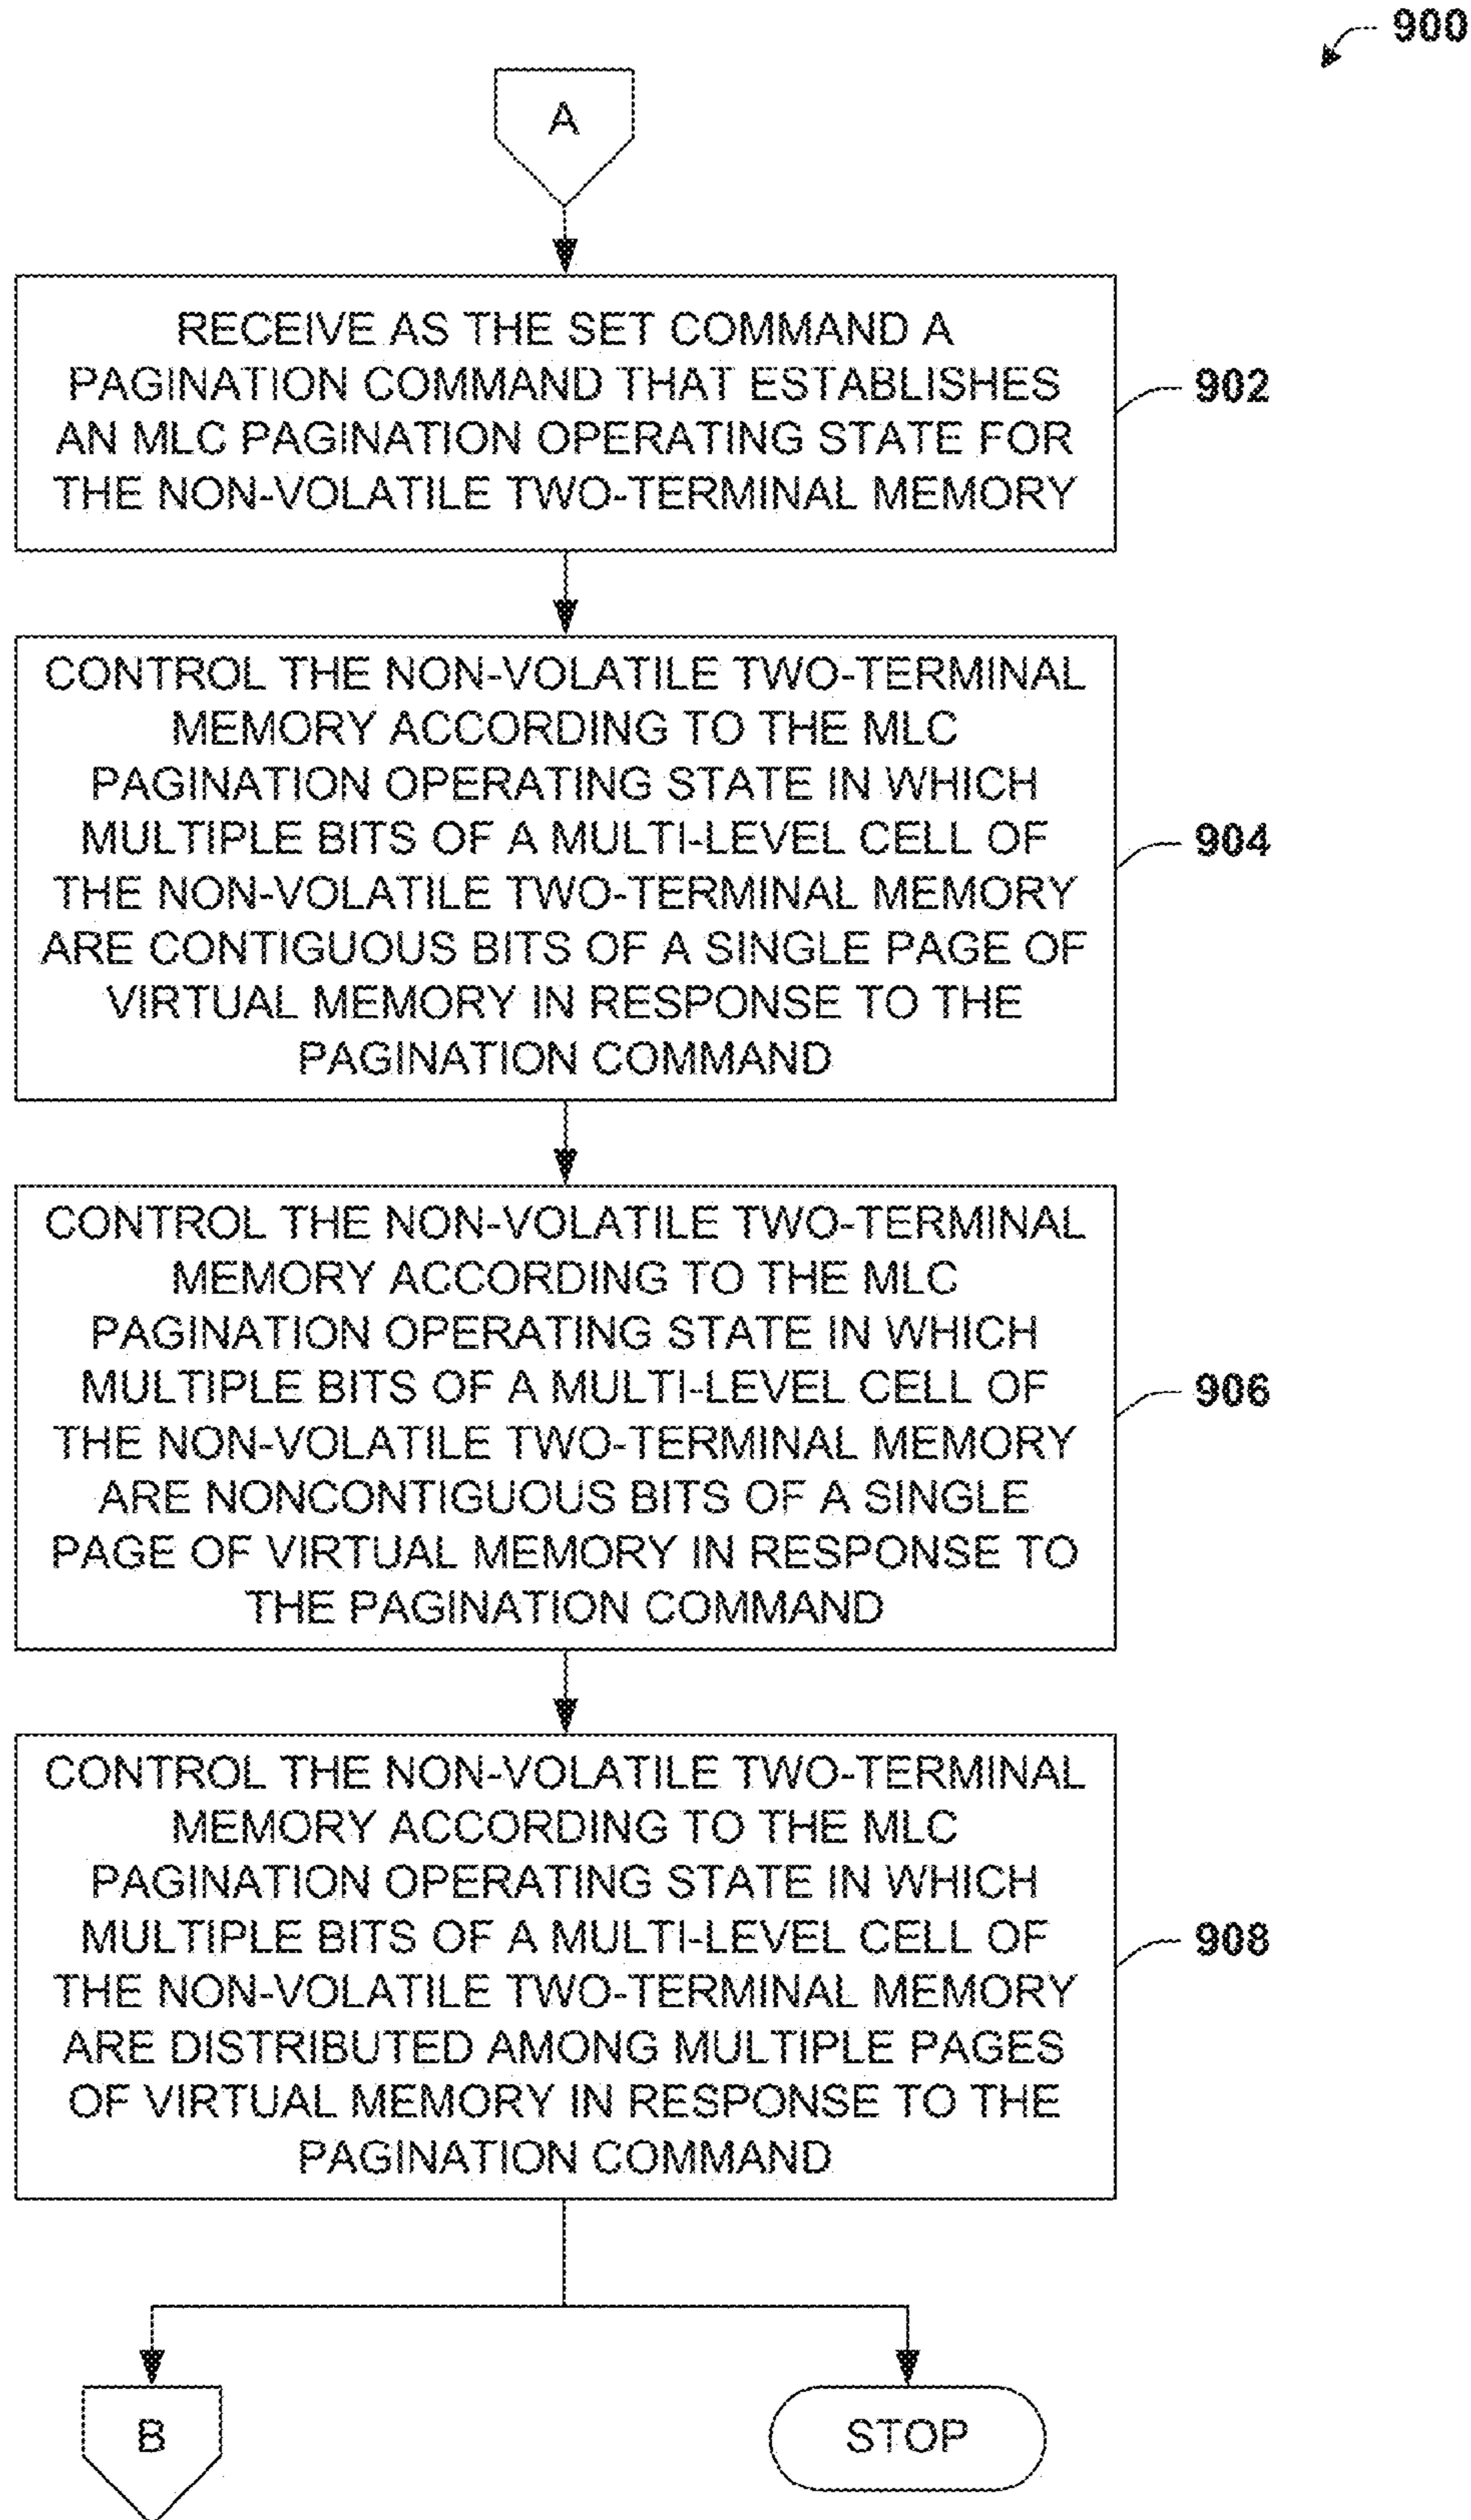 900
A
RECEIVE AS THE SET COMMAND A
PAGINATION COMMAND THAT ESTABLISHES
AN MLC PAGINATION OPERATING STATE FOR
THE NON-VOLATILE TWO-TERMINAL MEMORY
902
CONTROL THE NON-VOLATILE TWO-TERMINAL
MEMORY ACCORDING TO THE MLC
PAGINATION OPERATING STATE IN WHICH
MULTIPLE BITS OF A MULTI-LEVEL CELL OF
THE NON-VOLATILE TWO-TERMINAL MEMORY
ARE CONTIGUOUS BITS OF A SINGLE PAGE OF
VIRTUAL MEMORY IN RESPONSE TO THE
PAGINATION COMMAND
904
CONTROL THE NON-VOLATILE TWO-TERMINAL
MEMORY ACCORDING TO THE MLC
PAGINATION OPERATING STATE IN WHICH
MULTIPLE BITS OF A MULTI-LEVEL CELL OF
THE NON-VOLATILE TWO-TERMINAL MEMORY
ARE NONCONTIGUOUS BITS OF A SINGLE
PAGE OF VIRTUAL MEMORY IN RESPONSE TO
THE PAGINATION COMMAND
906
CONTROL THE NON-VOLATILE TWO-TERMINAL
MEMORY ACCORDING TO THE MLC
PAGINATION OPERATING STATE IN WHICH
MULTIPLE BITS OF A MULTI-LEVEL CELL OF
THE NON-VOLATILE TWO-TERMINAL MEMORY
ARE DISTRIBUTED AMONG MULTIPLE PAGES
OF VIRTUAL MEMORY IN RESPONSE TO THE
PAGINATION COMMAND
908
B
STOP